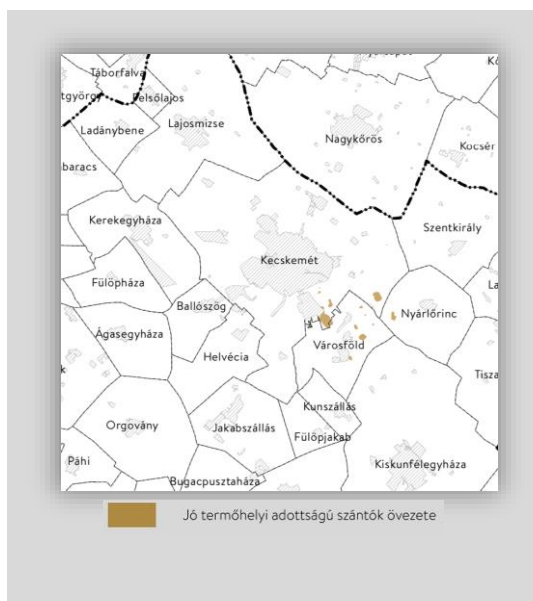 Táborfalva
Felsőlajos
Lajosmizse
Ladánybene
Nagykőrös
Kocsér
Kerekegyháza
Szentkirály
Kecskemét
Fülöpháza
Ballószög
Nyárlőrinc
Ágasegyháza
Helvécia
Városföld
Kunszállás
Orgovány
Jakabszállás
Fülöpjakab
Páhi
Kiskunfélegyháza
Bugacpusztaháza
Jó termőhelyi adottságú szántók övezete